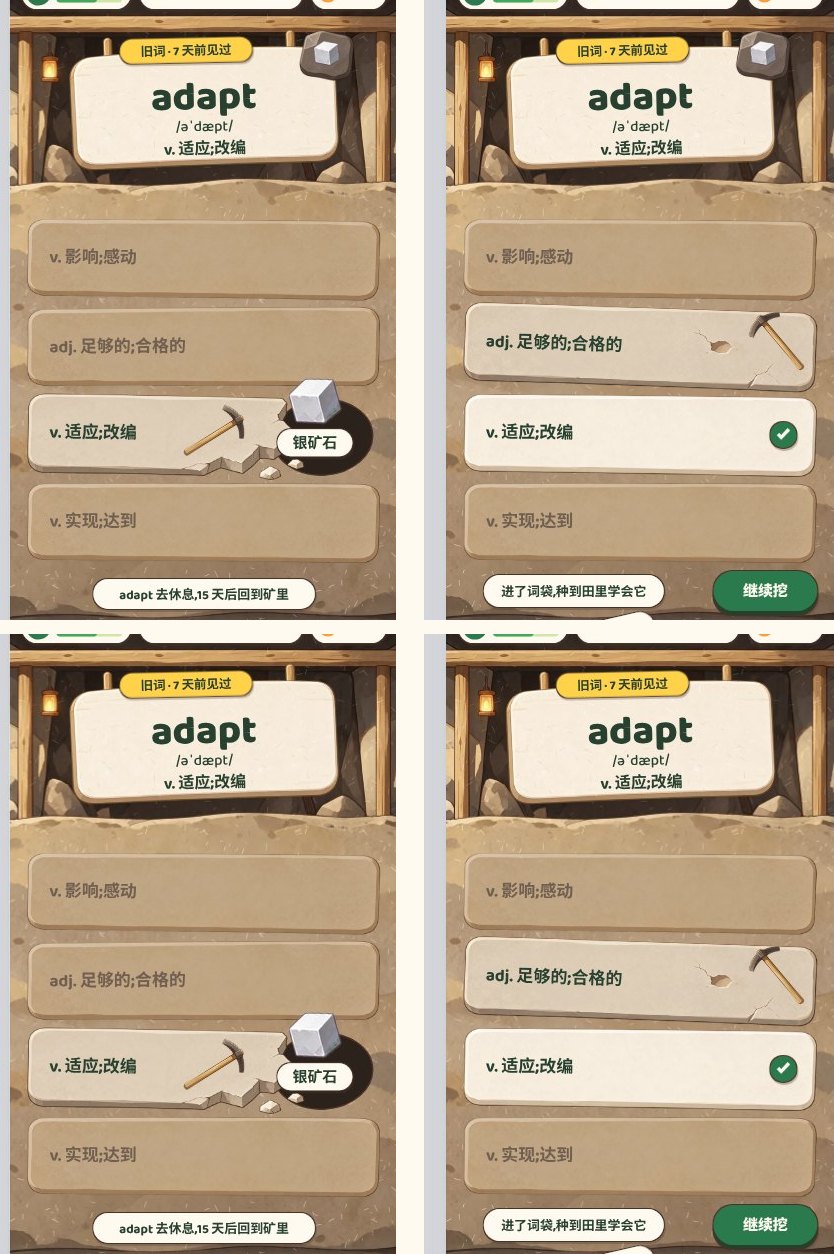 旧词·7天前见过
adapt
/əˈdæpt/
v. 适应;改编
v. 影响;感动
adj. 足够的;合格的
v. 适应;改编
银矿石
v. 实现;达到
adapt 去休息,15 天后回到矿里
旧词·7天前见过
adapt
/əˈdæpt/
v. 适应;改编
v. 影响;感动
adj. 足够的;合格的
v. 适应;改编
v. 实现;达到
进了词袋,种到田里学会它
继续挖
旧词·7天前见过
adapt
/əˈdæpt/
v. 适应;改编
v. 影响;感动
adj. 足够的;合格的
v. 适应;改编
银矿石
v. 实现;达到
adapt 去休息,15 天后回到矿里
旧词·7天前见过
adapt
/əˈdæpt/
v. 适应;改编
v. 影响;感动
adj. 足够的;合格的
v. 适应;改编
v. 实现;达到
进了词袋,种到田里学会它
继续挖